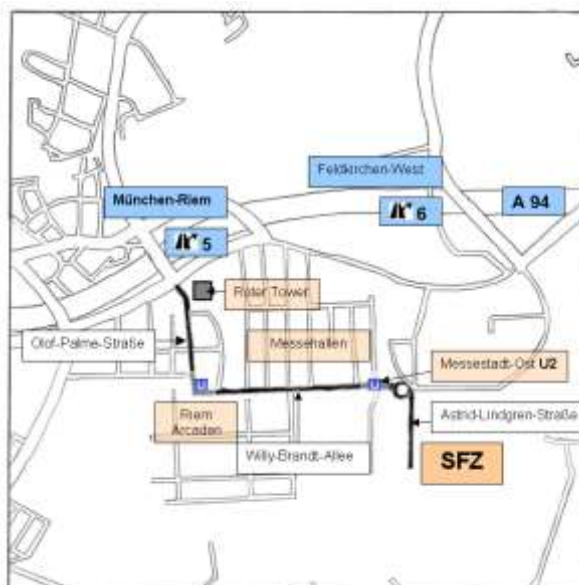 Feldkirchen-West
München-Riem
A 94
6
5
Roter Tower
Olof-Palme-Straße
Messehallen
Messestadt-Ost U2
U
U
Riem
Arcaden
Astrid-Lindgren-Straße
Willy-Brandt-Allee
SFZ